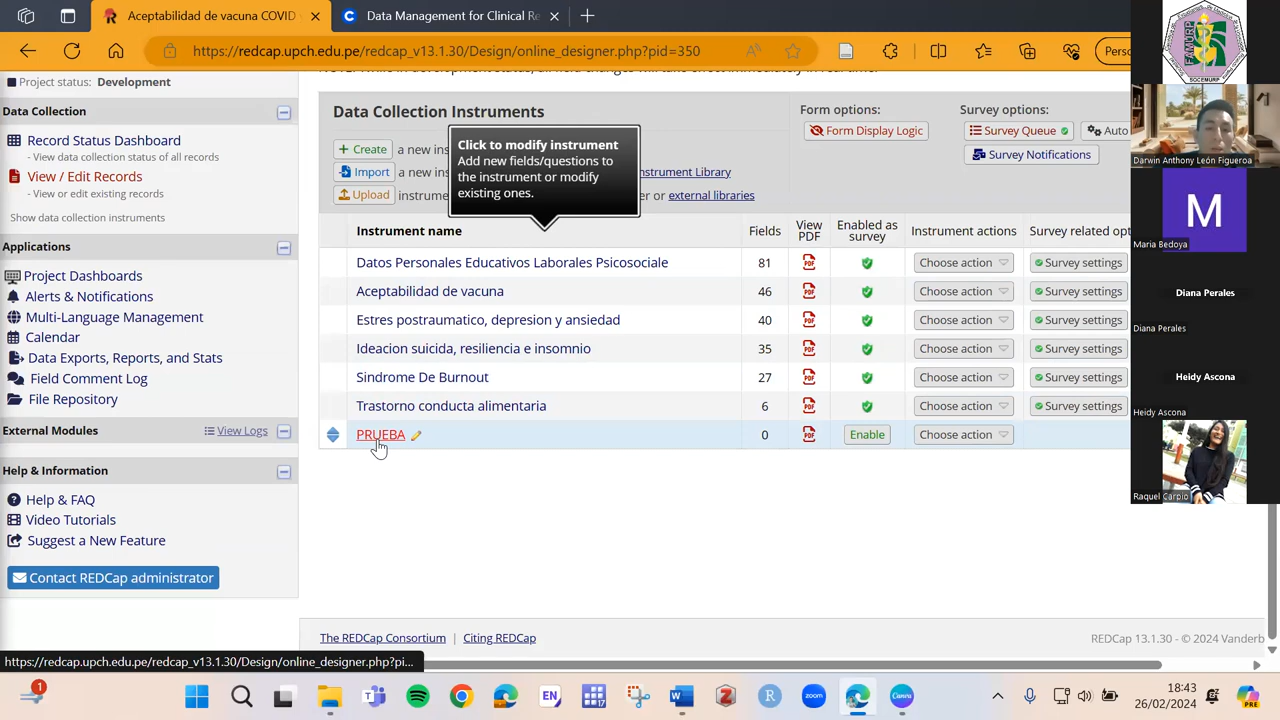 Aceptabilidad de vacuna COVID
Data Management for Clinical Re
https://redcap.upch.edu.pe/redcap_v13.1.30/Design/online_designer.php?pid=350
Perso
Project status: Development
Data Collection
Record Status Dashboard
- View data collection status of all records
View / Edit Records
- View or edit existing records
Show data collection instruments
Applications
Project Dashboards
Alerts & Notifications
Multi-Language Management
Calendar
Data Exports, Reports, and Stats
Field Comment Log
File Repository
External Modules
View Logs
Help & Information
Help & FAQ
Video Tutorials
Suggest a New Feature
Contact REDCap administrator
Data Collection Instruments
Form options:
Survey options:
Form Display Logic
Survey Queue
Auto
Survey Notifications
Create a new ins
Import a new ins
nstrument Library
Upload instrume
er or external libraries
Click to modify instrument
Add new fields/questions to
the instrument or modify
existing ones.
Instrument name Fields View PDF Enabled as survey Instrument actions Survey related opt
Datos Personales Educativos Laborales Psicosociale 81 Choose action Survey settings
Aceptabilidad de vacuna 46 Choose action Survey settings
Estres postraumatico, depresion y ansiedad 40 Choose action Survey settings
Ideacion suicida, resiliencia e insomnio 35 Choose action Survey settings
Sindrome De Burnout 27 Choose action Survey settings
Trastorno conducta alimentaria 6 Choose action Survey settings
PRUEBA 0 Enable Choose action
The REDCap Consortium | Citing REDCap
REDCap 13.1.30 - © 2024 Vanderb
https://redcap.upch.edu.pe/redcap_v13.1.30/Design/online_designer.php?pi...
Darwin Anthony León Figueroa
M
Maria Bedoya
Diana Perales
Diana Perales
Heidy Ascona
Heidy Ascona
Raquel Carpio
1
EN
17
W
Z
R
zoom
Canva
18:43
26/02/2024
PRE